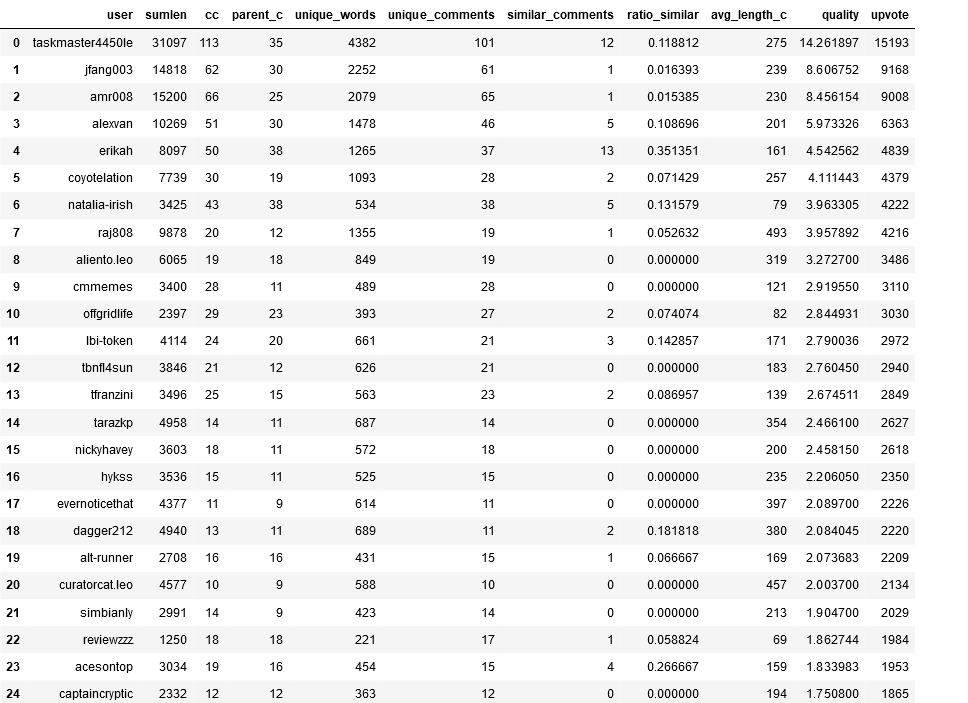 user sumlen cc parent_c unique_words unique_comments similar_comments ratio_similar avg_length_c quality upvote
0 taskmaster4450le 31097 113 35 4382 101 12 0.118812 275 14.261897 15193
1 jfang003 14818 62 30 2252 61 1 0.016393 239 8.606752 9168
2 amr008 15200 66 25 2079 65 1 0.015385 230 8.456154 9008
3 alexvan 10269 51 30 1478 46 5 0.108696 201 5.973326 6363
4 erikah 8097 50 38 1265 37 13 0.351351 161 4.542562 4839
5 coyotelation 7739 30 19 1093 28 2 0.071429 257 4.111443 4379
6 natalia-irish 3425 43 38 534 38 5 0.131579 79 3.963305 4222
7 raj808 9878 20 12 1355 19 1 0.052632 493 3.957892 4216
8 aliento.leo 6065 19 18 849 19 0 0.000000 319 3.272700 3486
9 cmmemes 3400 28 11 489 28 0 0.000000 121 2.919550 3110
10 offgridlife 2397 29 23 393 27 2 0.074074 82 2.844931 3030
11 lbi-token 4114 24 20 661 21 3 0.142857 171 2.790036 2972
12 tbnfl4sun 3846 21 12 626 21 0 0.000000 183 2.760450 2940
13 tfranzini 3496 25 15 563 23 2 0.086957 139 2.674511 2849
14 tarazkp 4958 14 11 687 14 0 0.000000 354 2.466100 2627
15 nickyhavey 3603 18 11 572 18 0 0.000000 200 2.458150 2618
16 hykss 3536 15 11 525 15 0 0.000000 235 2.206050 2350
17 evernoticethat 4377 11 9 614 11 0 0.000000 397 2.089700 2226
18 dagger212 4940 13 11 689 11 2 0.181818 380 2.084045 2220
19 alt-runner 2708 16 16 431 15 1 0.066667 169 2.073683 2209
20 curatorcat.leo 4577 10 9 588 10 0 0.000000 457 2.003700 2134
21 simbianly 2991 14 9 423 14 0 0.000000 213 1.904700 2029
22 reviewzzz 1250 18 18 221 17 1 0.058824 69 1.862744 1984
23 acesontop 3034 19 16 454 15 4 0.266667 159 1.833983 1953
24 captaincryptic 2332 12 12 363 12 0 0.000000 194 1.750800 1865